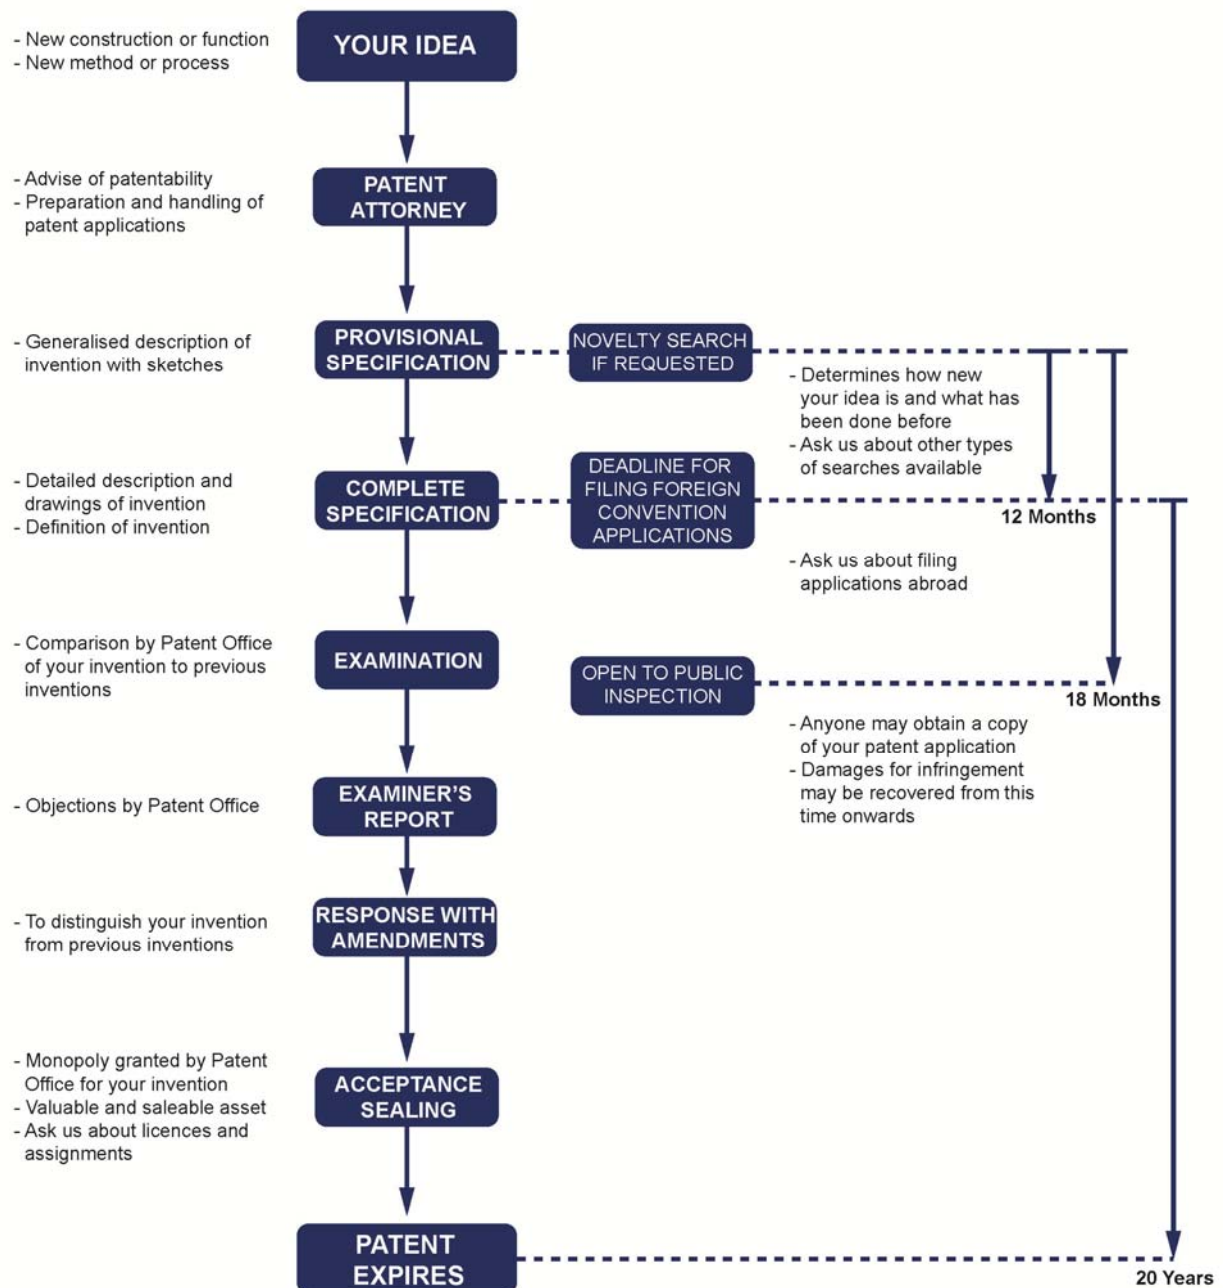 - New construction or function
- New method or process
YOUR IDEA
- Advise of patentability
- Preparation and handling of
patent applications
PATENT
ATTORNEY
- Generalised description of
invention with sketches
PROVISIONAL
SPECIFICATION
NOVELTY SEARCH
IF REQUESTED
- Determines how new
your idea is and what has
been done before
- Ask us about other types
of searches available
- Detailed description and
drawings of invention
- Definition of invention
COMPLETE
SPECIFICATION
DEADLINE FOR
FILING FOREIGN
CONVENTION
APPLICATIONS
12 Months
- Ask us about filing
applications abroad
- Comparison by Patent Office
of your invention to previous
inventions
EXAMINATION
OPEN TO PUBLIC
INSPECTION
18 Months
- Anyone may obtain a copy
of your patent application
- Damages for infringement
may be recovered from this
time onwards
- Objections by Patent Office
EXAMINER'S
REPORT
- To distinguish your invention
from previous inventions
RESPONSE WITH
AMENDMENTS
- Monopoly granted by Patent
Office for your invention
- Valuable and saleable asset
- Ask us about licences and
assignments
ACCEPTANCE
SEALING
PATENT
EXPIRES
20 Years